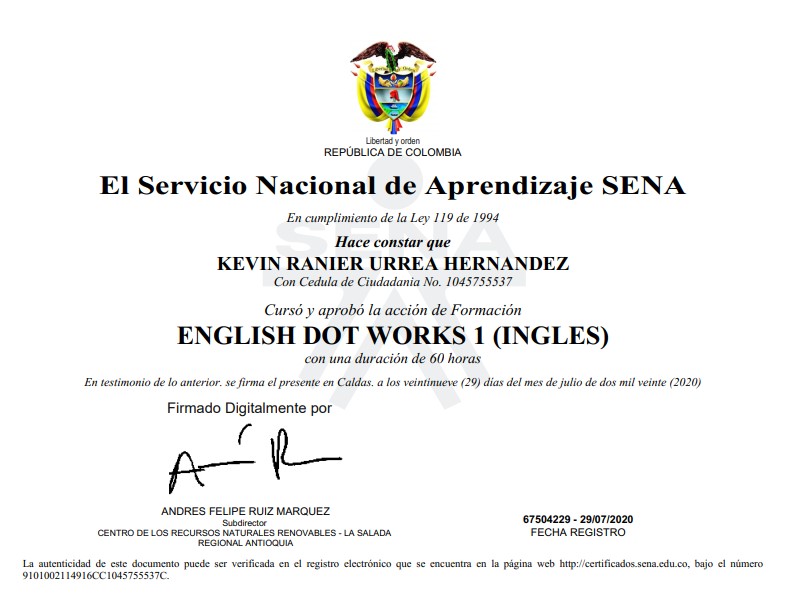 Libertad y orden
REPÚBLICA DE COLOMBIA
El Servicio Nacional de Aprendizaje SENA
En cumplimiento de la Ley 119 de 1994
SENA
Hace constar que
KEVIN RANIER URREA HERNANDEZ
Con Cedula de Ciudadania No. 1045755537
Cursó y aprobó la acción de Formación
ENGLISH DOT WORKS 1 (INGLES)
con una duración de 60 horas
En testimonio de lo anterior. se firma el presente en Caldas. a los veintinueve (29) días del mes de julio de dos mil veinte (2020)
Firmado Digitalmente por
ANDRES FELIPE RUIZ MARQUEZ
Subdirector
CENTRO DE LOS RECURSOS NATURALES RENOVABLES - LA SALADA
REGIONAL ANTIOQUIA
67504229 - 29/07/2020
FECHA REGISTRO
La autenticidad de este documento puede ser verificada en el registro electrónico que se encuentra en la página web http://certificados.sena.edu.co, bajo el número
9101002114916CC1045755537C.